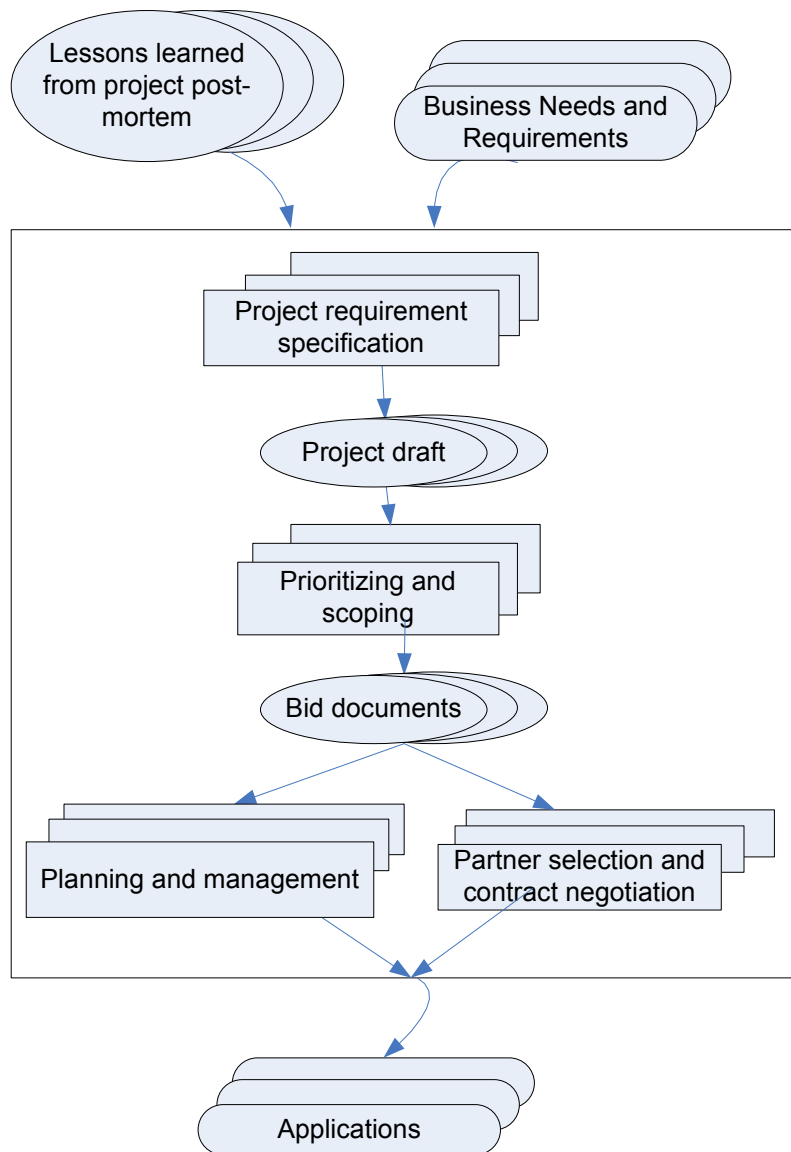 Lessons learned
from project post-
mortem
Business Needs and
Requirements
Project requirement
specification
Project draft
Prioritizing and
scoping
Bid documents
Planning and management
Partner selection and
contract negotiation
Applications